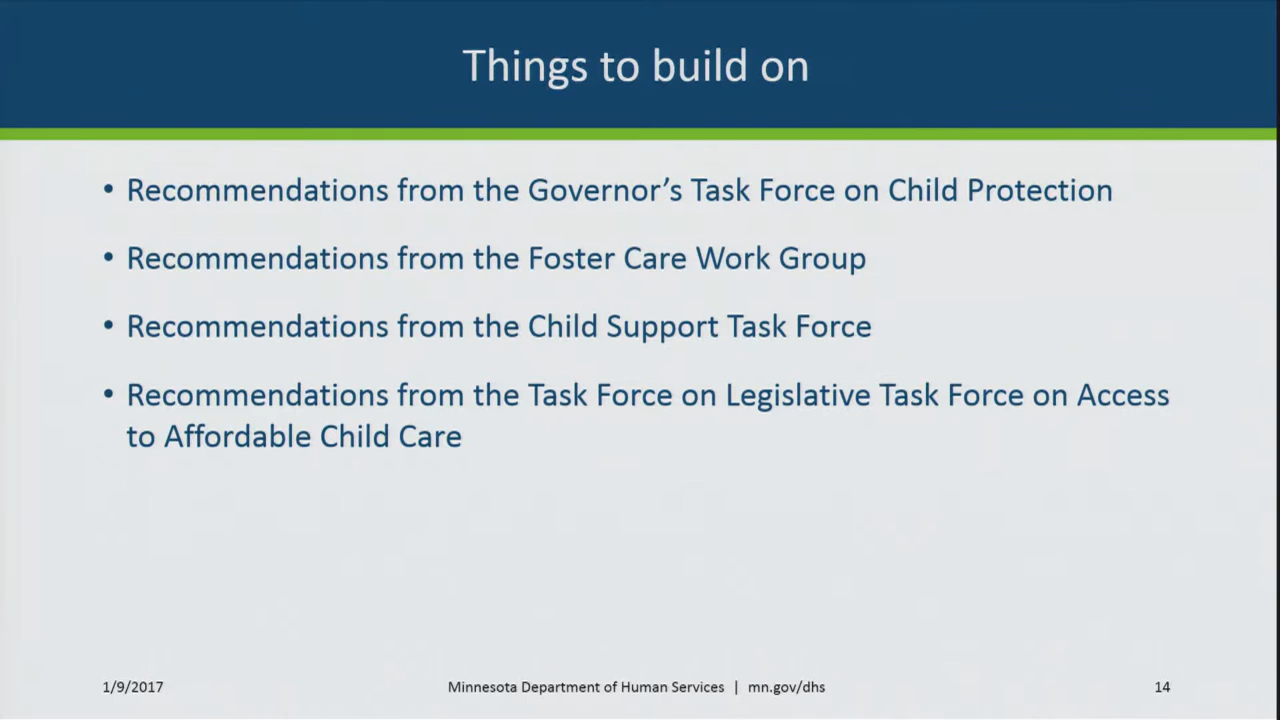 Things to build on
• Recommendations from the Governor’s Task Force on Child Protection
• Recommendations from the Foster Care Work Group
• Recommendations from the Child Support Task Force
• Recommendations from the Task Force on Legislative Task Force on Access
to Affordable Child Care
1/9/2017
Minnesota Department of Human Services | mn.gov/dhs
14